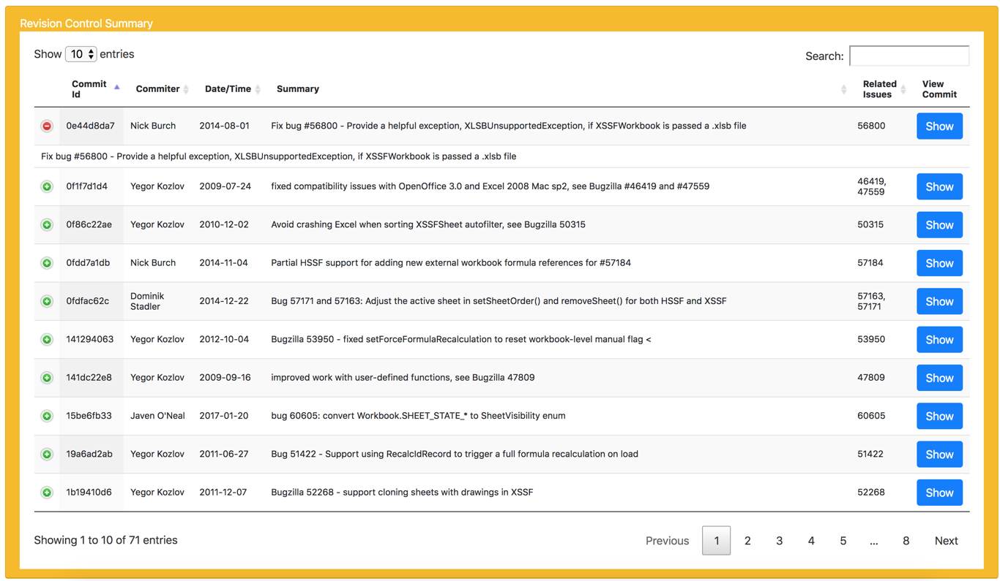 Revision Control Summary
Show 10 entries
Search:
Commit Id Commiter Date/Time Summary Related Issues View Commit
0e44d8da7 Nick Burch 2014-08-01 Fix bug #56800 - Provide a helpful exception, XLSBUnsupportedException, if XSSFWorkbook is passed a .xlsb file 56800 Show
Fix bug #56800 - Provide a helpful exception, XLSBUnsupportedException, if XSSFWorkbook is passed a .xlsb file
0f1f7d1d4 Yegor Kozlov 2009-07-24 fixed compatibility issues with OpenOffice 3.0 and Excel 2008 Mac sp2, see Bugzilla #46419 and #47559 46419, 47559 Show
0f86c22ae Yegor Kozlov 2010-12-02 Avoid crashing Excel when sorting XSSFSheet autofilter, see Bugzilla 50315 50315 Show
0fdd7a1db Nick Burch 2014-11-04 Partial HSSF support for adding new external workbook formula references for #57184 57184 Show
0fdfac62c Dominik Stadler 2014-12-22 Bug 57171 and 57163: Adjust the active sheet in setSheetOrder() and removeSheet() for both HSSF and XSSF 57163, 57171 Show
141294063 Yegor Kozlov 2012-10-04 Bugzilla 53950 - fixed setForceFormulaRecalculation to reset workbook-level manual flag < 53950 Show
141dc22e8 Yegor Kozlov 2009-09-16 improved work with user-defined functions, see Bugzilla 47809 47809 Show
15be6fb33 Javen O'Neal 2017-01-20 bug 60605: convert Workbook.SHEET_STATE_* to SheetVisibility enum 60605 Show
19a6ad2ab Yegor Kozlov 2011-06-27 Bug 51422 - Support using RecalcIdRecord to trigger a full formula recalculation on load 51422 Show
1b19410d6 Yegor Kozlov 2011-12-07 Bugzilla 52268 - support cloning sheets with drawings in XSSF 52268 Show
Showing 1 to 10 of 71 entries
Previous 1 2 3 4 5 ... 8 Next